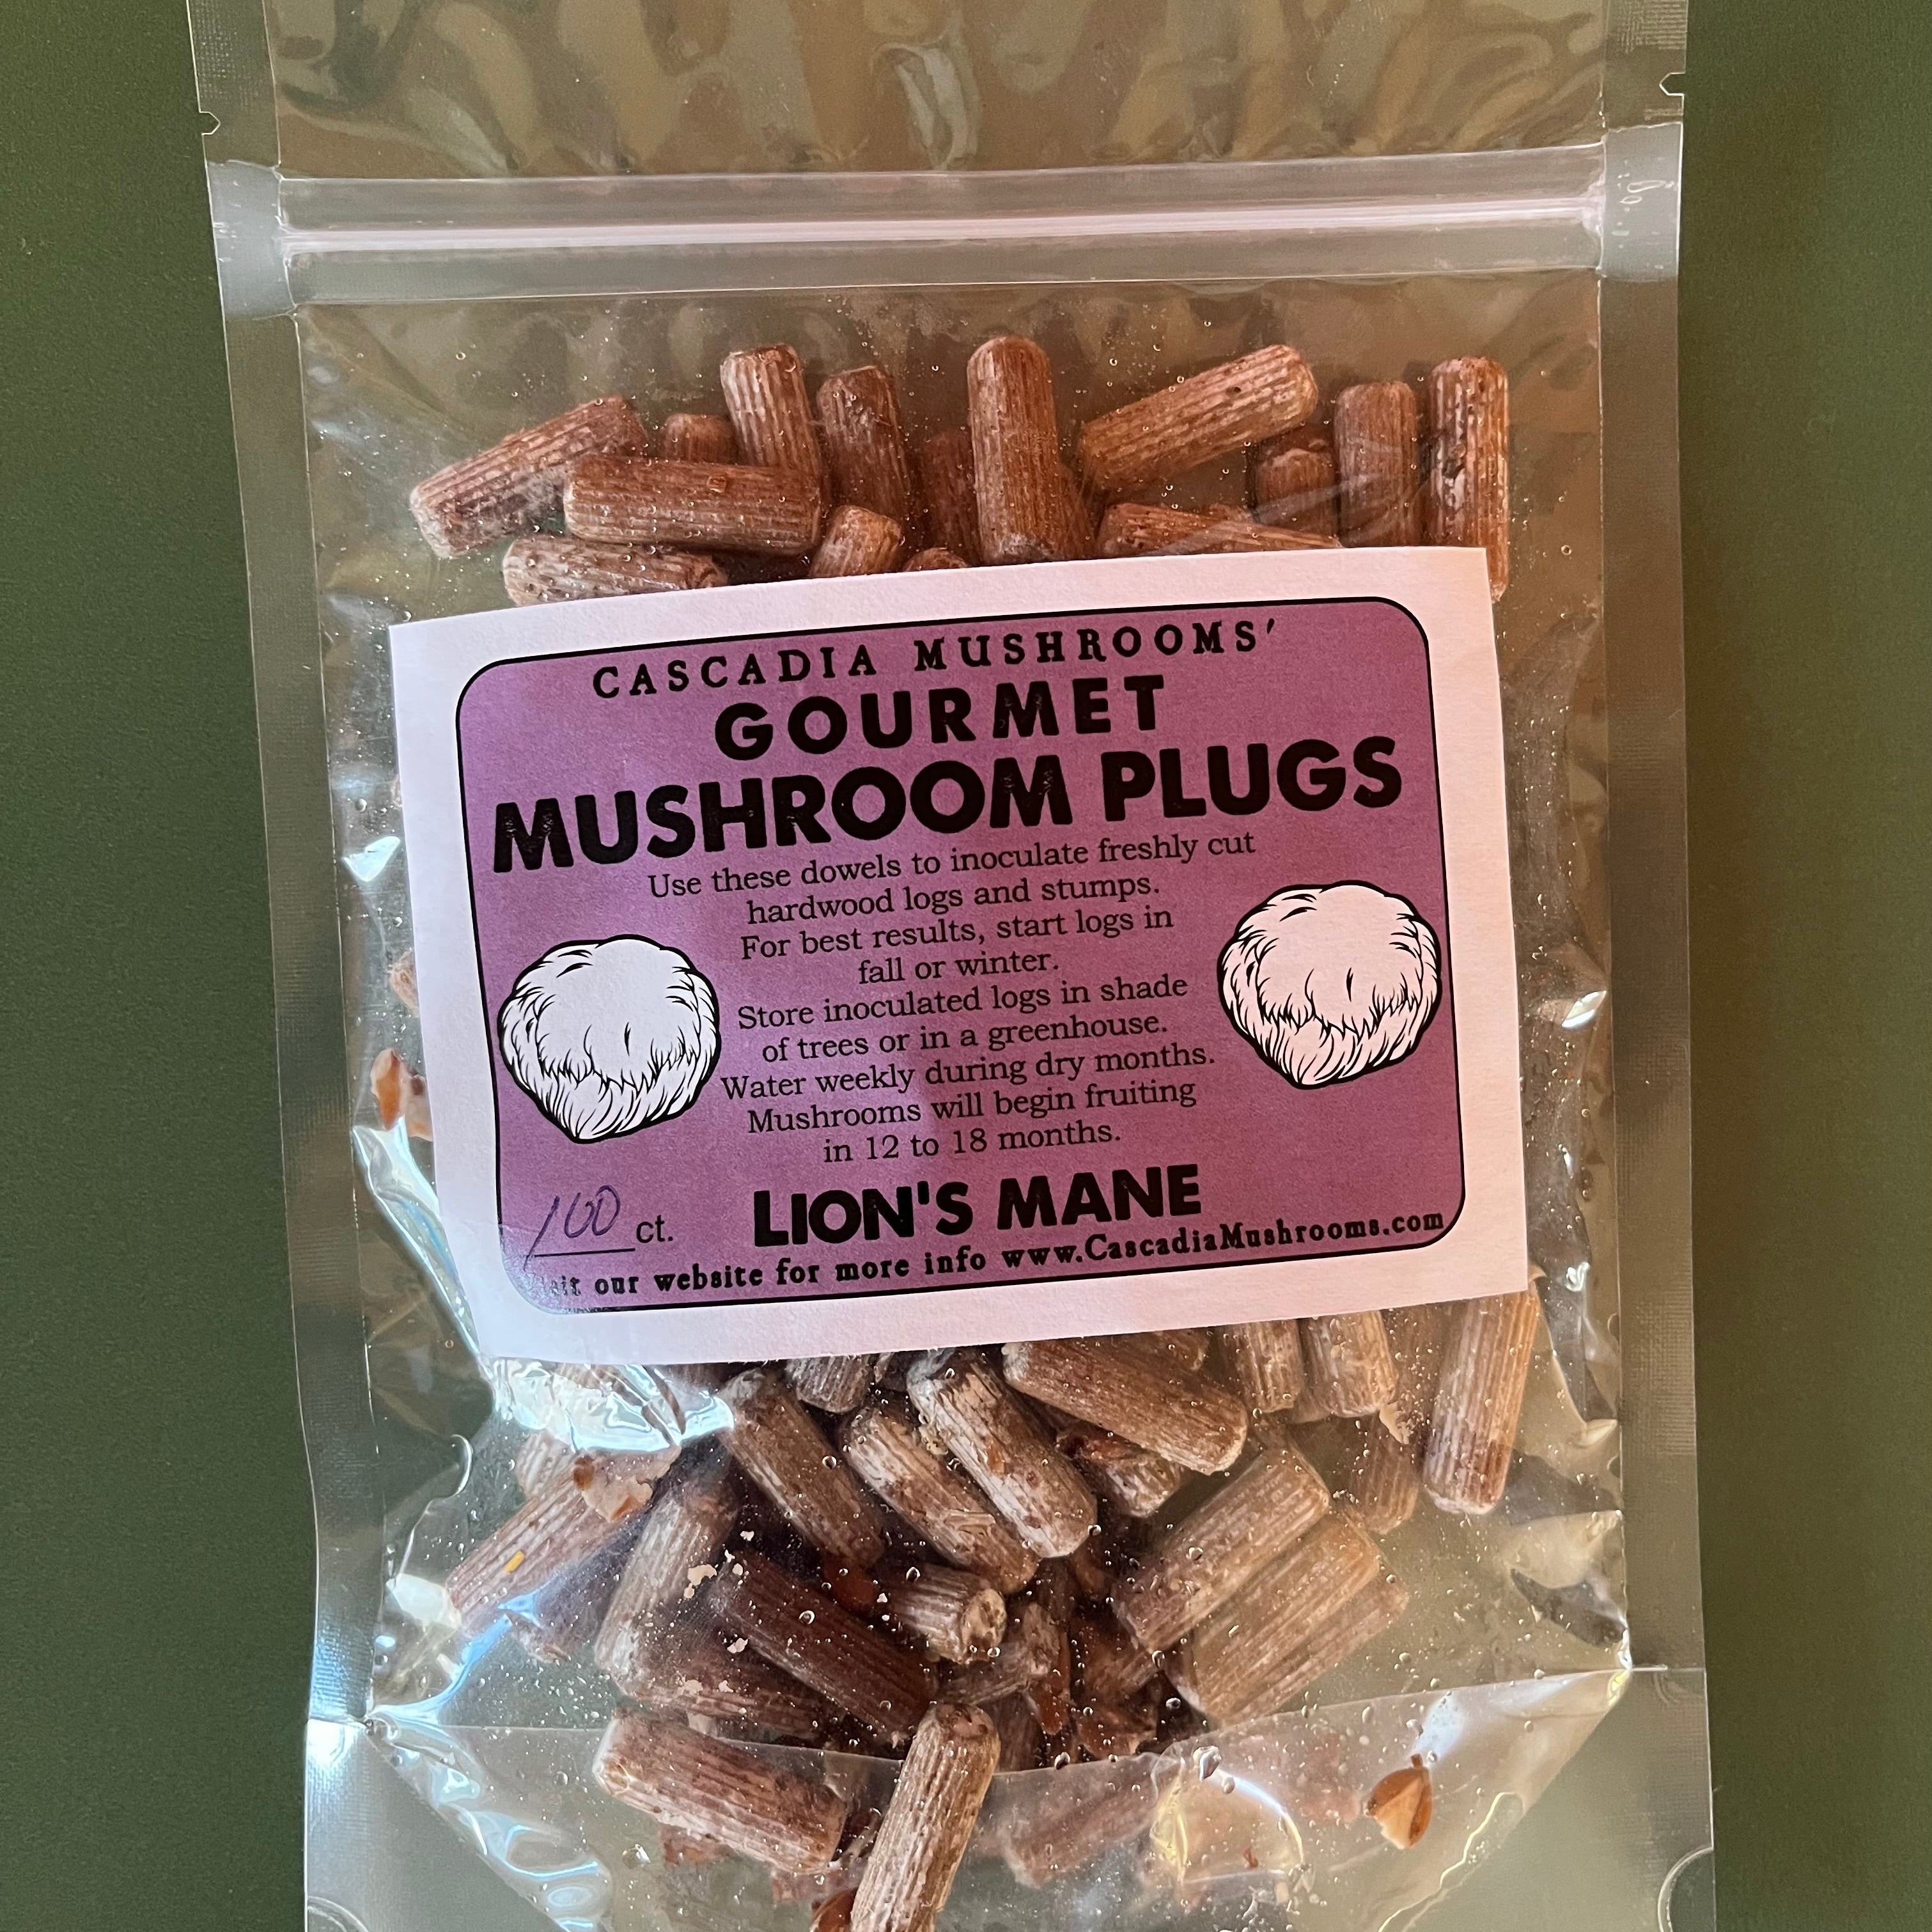 CASCADIA MUSHROOMS'
GOURMET
MUSHROOM PLUGS
Use these dowels to inoculate freshly cut
hardwood logs and stumps.
For best results, start logs in
fall or winter.
Store inoculated logs in shade
of trees or in a greenhouse.
Water weekly during dry months.
Mushrooms will begin fruiting
in 12 to 18 months.
100 ct. LION'S MANE
our website for more info www.CascadiaMushrooms.com